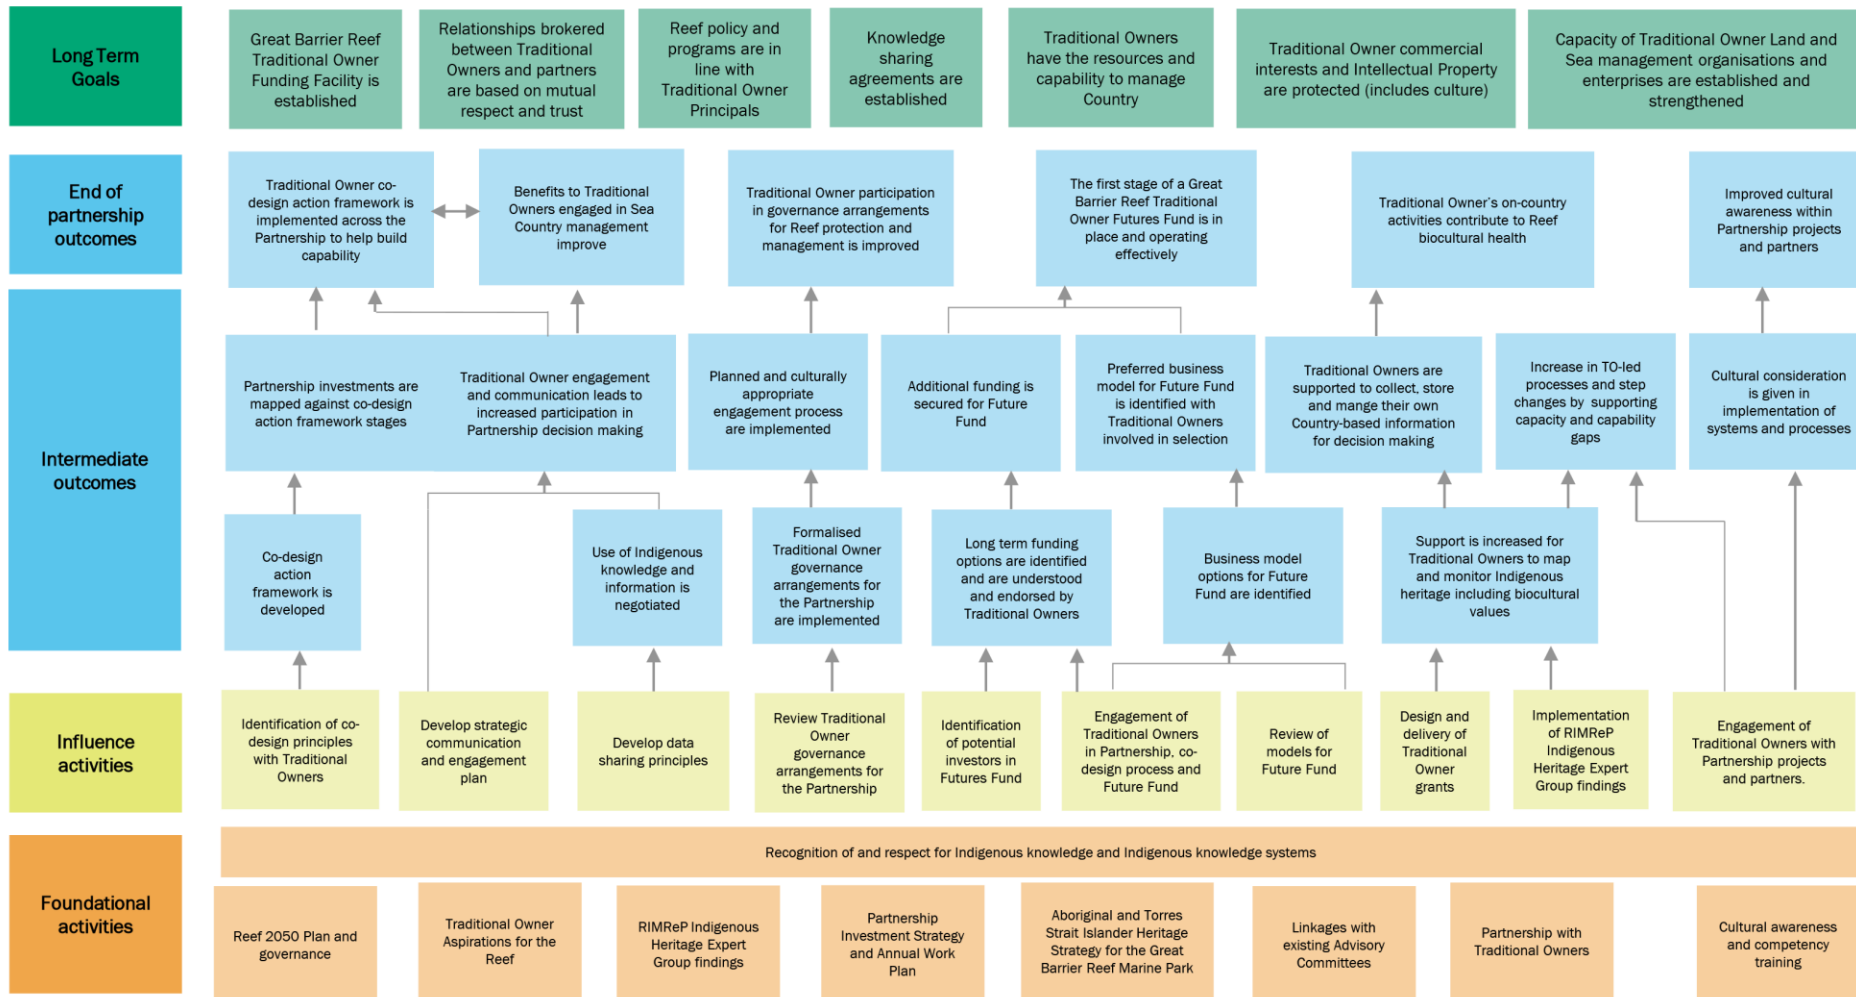 Long Term
Goals
Great Barrier Reef
Traditional Owner
Funding Facility is
established
Relationships brokered
between Traditional
Owners and partners
are based on mutual
respect and trust
Reef policy and
programs are in
line with
Traditional Owner
Principals
Knowledge
sharing
agreements are
established
Traditional Owners
have the resources and
capability to manage
Country
Traditional Owner commercial
interests and Intellectual Property
are protected (includes culture)
Capacity of Traditional Owner Land and
Sea management organisations and
enterprises are established and
strengthened
End of
partnership
outcomes
Traditional Owner co-
design action framework is
implemented across the
Partnership to help build
capability
Benefits to Traditional
Owners engaged in Sea
Country management
improve
Traditional Owner participation
in governance arrangements
for Reef protection and
management is improved
The first stage of a Great
Barrier Reef Traditional
Owner Futures Fund is in
place and operating
effectively
Traditional Owner's on-country
activities contribute to Reef
biocultural health
Improved cultural
awareness within
Partnership projects
and partners
Intermediate
outcomes
Partnership investments are
mapped against co-design
action framework stages
Traditional Owner engagement
and communication leads to
increased participation in
Partnership decision making
Planned and culturally
appropriate
engagement process
are implemented
Additional funding is
secured for Future
Fund
Preferred business
model for Future Fund
is identified with
Traditional Owners
involved in selection
Traditional Owners are
supported to collect, store
and mange their own
Country-based information
for decision making
Increase in TO-led
processes and step
changes by supporting
capacity and capability
gaps
Cultural consideration
is given in
implementation of
systems and processes
Co-design
action
framework is
developed
Use of Indigenous
knowledge and
information is
negotiated
Formalised
Traditional Owner
governance
arrangements for
the Partnership
are implemented
Long term funding
options are identified
and are understood
and endorsed by
Traditional Owners
Business model
options for Future
Fund are identified
Support is increased for
Traditional Owners to map
and monitor Indigenous
heritage including biocultural
values
Influence
activities
Identification of co-
design principles
with Traditional
Owners
Develop strategic
communication
and engagement
plan
Develop data
sharing principles
Review Traditional
Owner
governance
arrangements for
the Partnership
Identification
of potential
investors in
Futures Fund
Engagement of
Traditional Owners
in Partnership, co-
design process and
Future Fund
Review of
models for
Future Fund
Design and
delivery of
Traditional
Owner
grants
Implementation
of RIMReP
Indigenous
Heritage Expert
Group findings
Engagement of
Traditional Owners with
Partnership projects
and partners.
Foundational
activities
Recognition of and respect for Indigenous knowledge and Indigenous knowledge systems
Reef 2050 Plan and
governance
Traditional Owner
Aspirations for the
Reef
RIMReP Indigenous
Heritage Expert
Group findings
Partnership
Investment Strategy
and Annual Work
Plan
Aboriginal and Torres
Strait Islander Heritage
Strategy for the Great
Barrier Reef Marine Park
Linkages with
existing Advisory
Committees
Partnership with
Traditional Owners
Cultural awareness
and competency
training